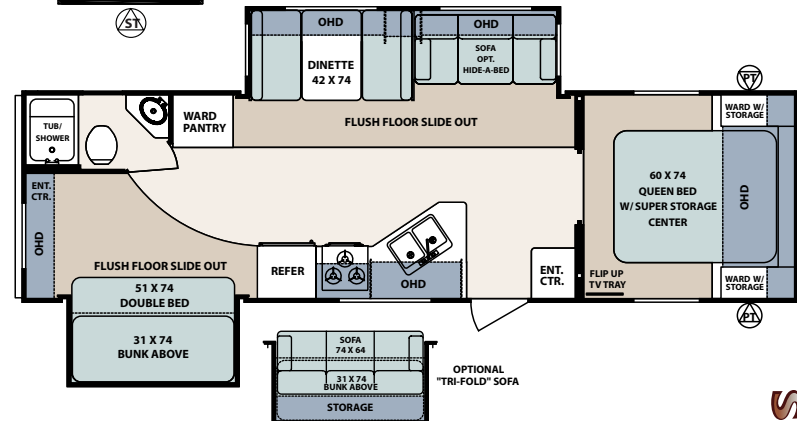 ST
OHD
OHD
DINETTE
42 X 74
SOFA
OPT.
HIDE-A-BED
PT
TUB/
SHOWER
WARD
PANTRY
FLUSH FLOOR SLIDE OUT
WARD W/
STORAGE
ENT.
CTR.
OHD
60 X 74
QUEEN BED
W/ SUPER STORAGE
CENTER
OHD
FLUSH FLOOR SLIDE OUT
REFER
OHD
ENT.
CTR.
FLIP UP
TV TRAY
WARD W/
STORAGE
51 X 74
DOUBLE BED
31 X 74
BUNK ABOVE
PT
SOFA
74 X 64
31 X 74
BUNK ABOVE
STORAGE
OPTIONAL
"TRI-FOLD" SOFA
S